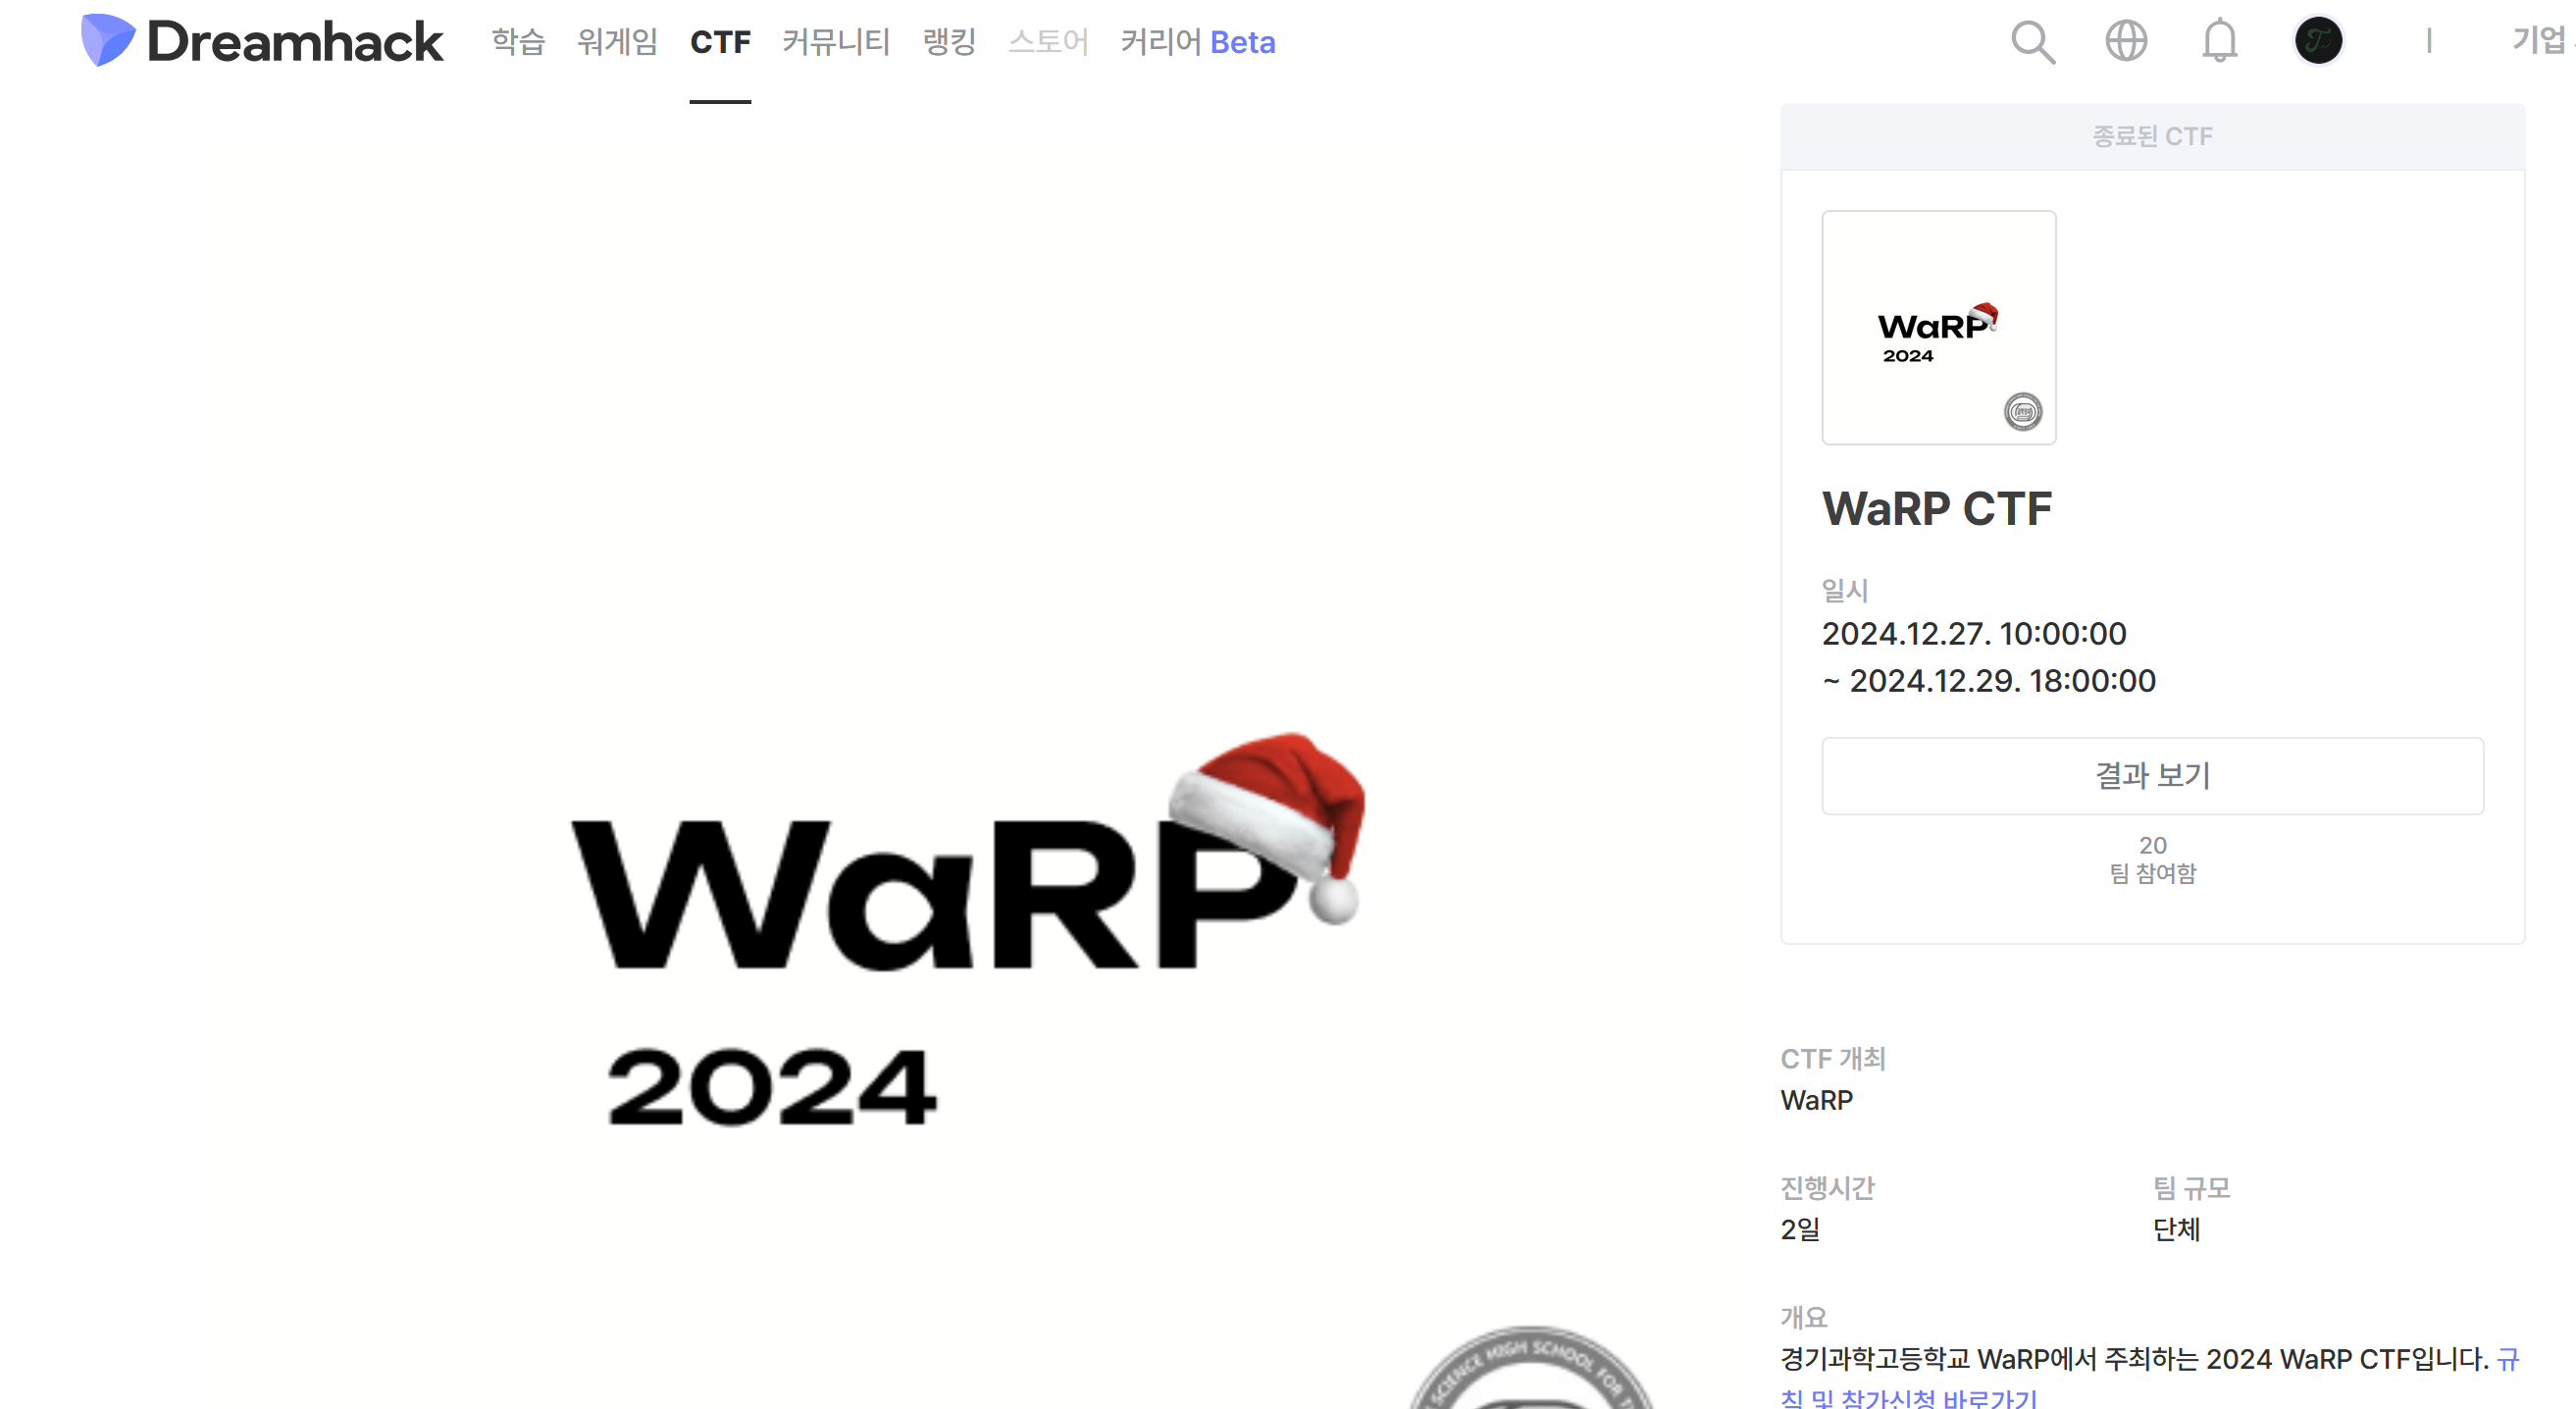 Dreamhack 학습 워게임 CTF 커뮤니티 랭킹 스토어 커리어 Beta 기업
종료된 CTF
WaRP
2024
WaRP CTF
일시
2024.12.27. 10:00:00
~ 2024.12.29. 18:00:00
결과 보기
20
팀 참여함
WaRP
2024
CTF 개최
WaRP
진행시간 팀 규모
2일 단체
개요
경기과학고등학교 WaRP에서 주최하는 2024 WaRP CTF입니다. 규
칙 및 참가신청 바로가기
SCIENCE HIGH SCHOOL FOR